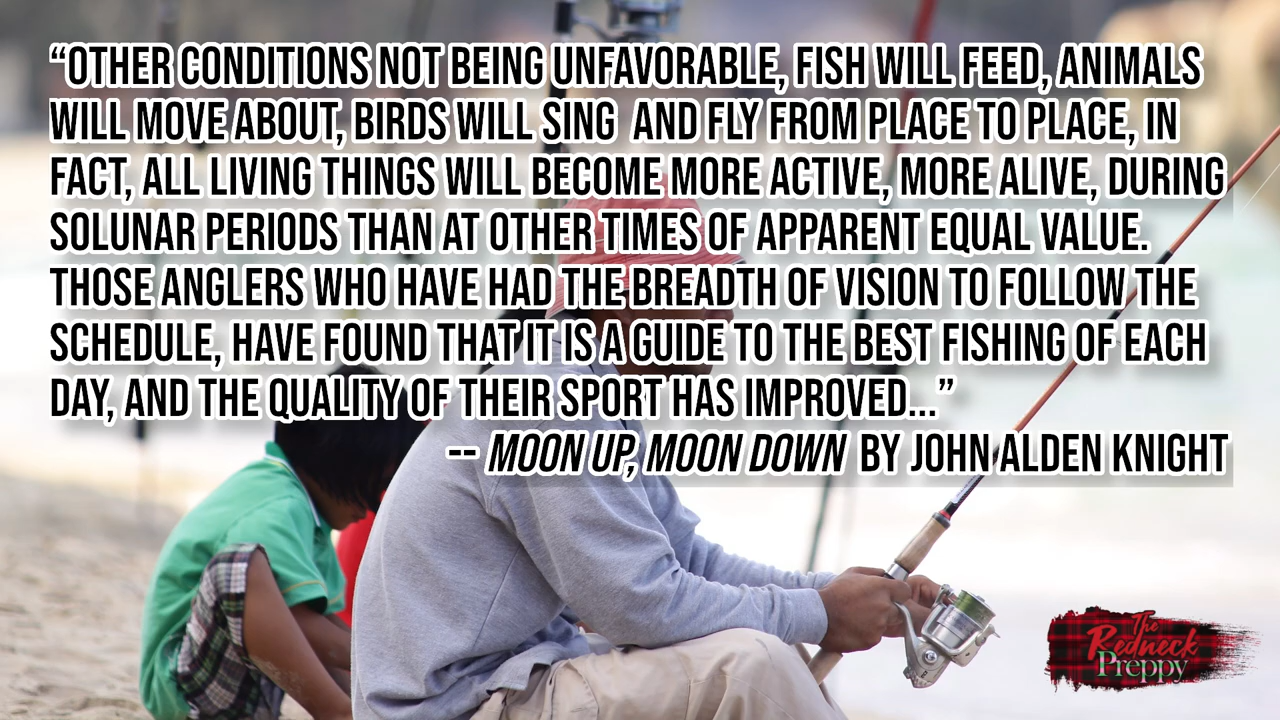 “OTHER CONDITIONS NOT BEING UNFAVORABLE, FISH WILL FEED, ANIMALS
WILL MOVE ABOUT, BIRDS WILL SING AND FLY FROM PLACE TO PLACE, IN
FACT, ALL LIVING THINGS WILL BECOME MORE ACTIVE, MORE ALIVE, DURING
SOLUNAR PERIODS THAN AT OTHER TIMES OF APPARENT EQUAL VALUE.
THOSE ANGLERS WHO HAVE HAD THE BREADTH OF VISION TO FOLLOW THE
SCHEDULE, HAVE FOUND THAT IT IS A GUIDE TO THE BEST FISHING OF EACH
DAY, AND THE QUALITY OF THEIR SPORT HAS IMPROVED...”
-- MOON UP, MOON DOWN BY JOHN ALDEN KNIGHT
The
Redneck
Preppy